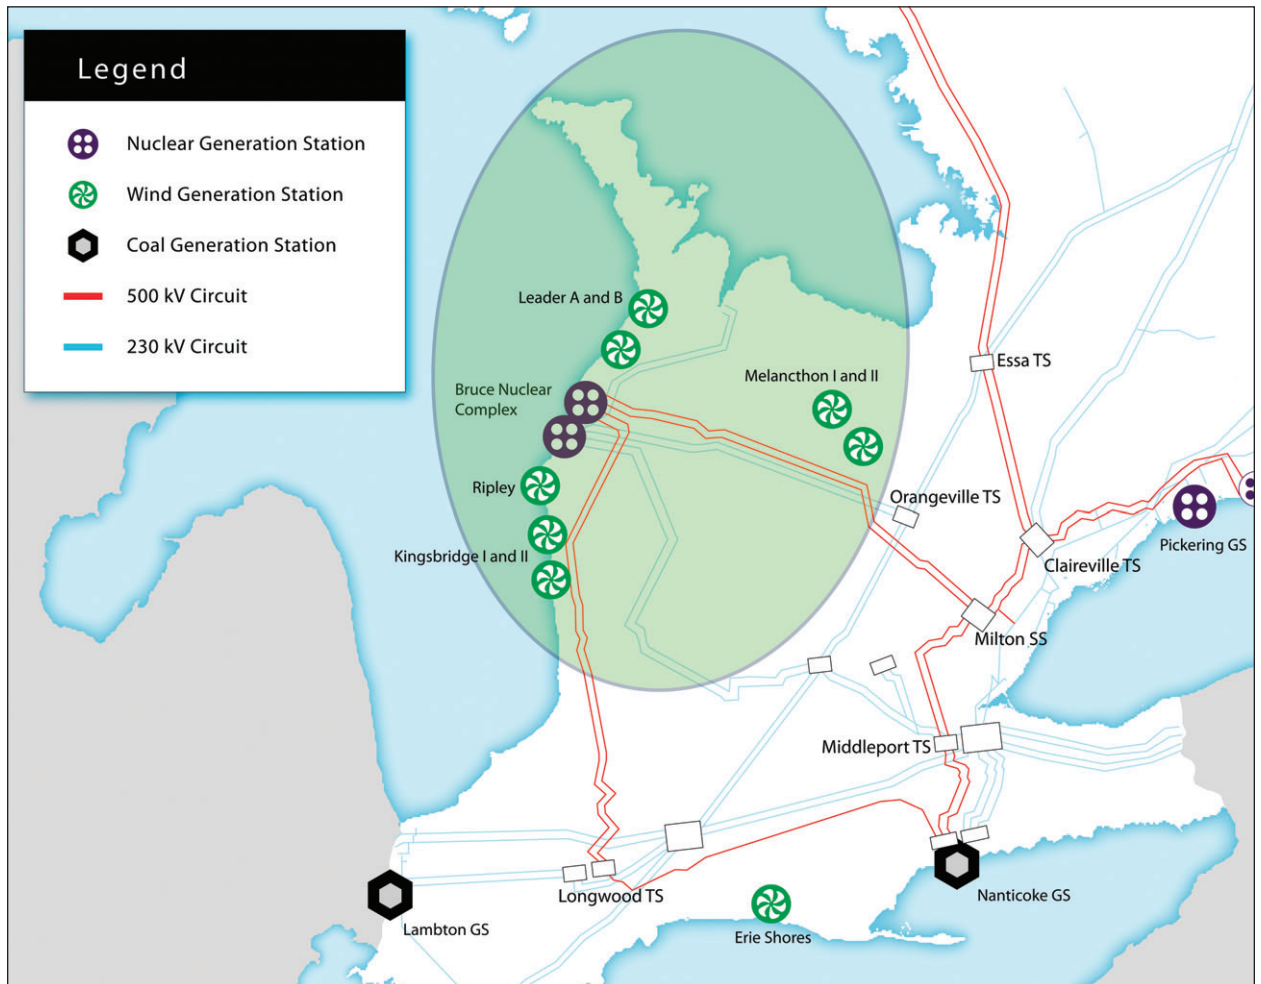 Legend
Nuclear Generation Station
Wind Generation Station
Coal Generation Station
500 kV Circuit
230 kV Circuit
Leader A and B
Essa TS
Melancthon I and II
Bruce Nuclear
Complex
Ripley
Orangeville TS
Kingsbridge I and II
Pickering GS
Claireville TS
Milton SS
Middleport TS
Longwood TS
Nanticoke GS
Lambton GS
Erie Shores